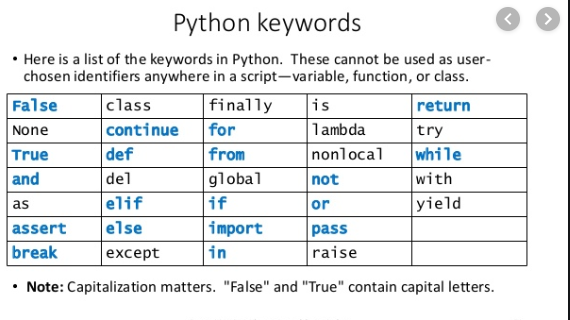 Python keywords
• Here is a list of the keywords in Python. These cannot be used as user-
chosen identifiers anywhere in a script—variable, function, or class.
False class finally is return
None continue for lambda try
True def from nonlocal while
and del global not with
as elif if or yield
assert else import pass
break except in raise
• Note: Capitalization matters. "False" and "True" contain capital letters.